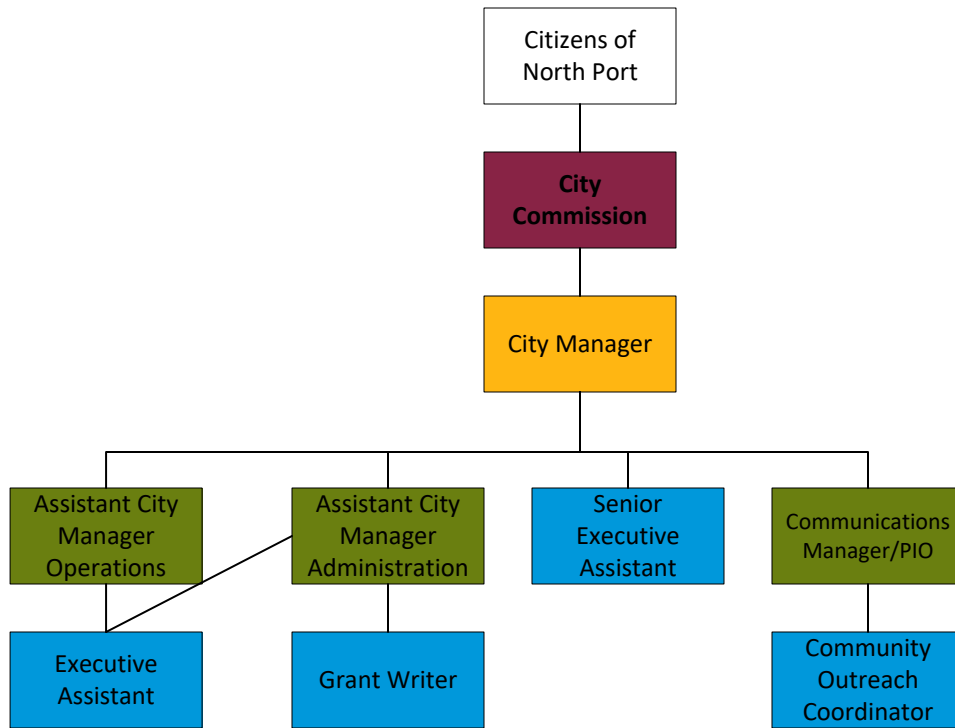 Citizens of
North Port
City
Commission
City Manager
Assistant City
Manager
Operations
Assistant City
Manager
Administration
Senior
Executive
Assistant
Communications
Manager/PIO
Executive
Assistant
Grant Writer
Community
Outreach
Coordinator